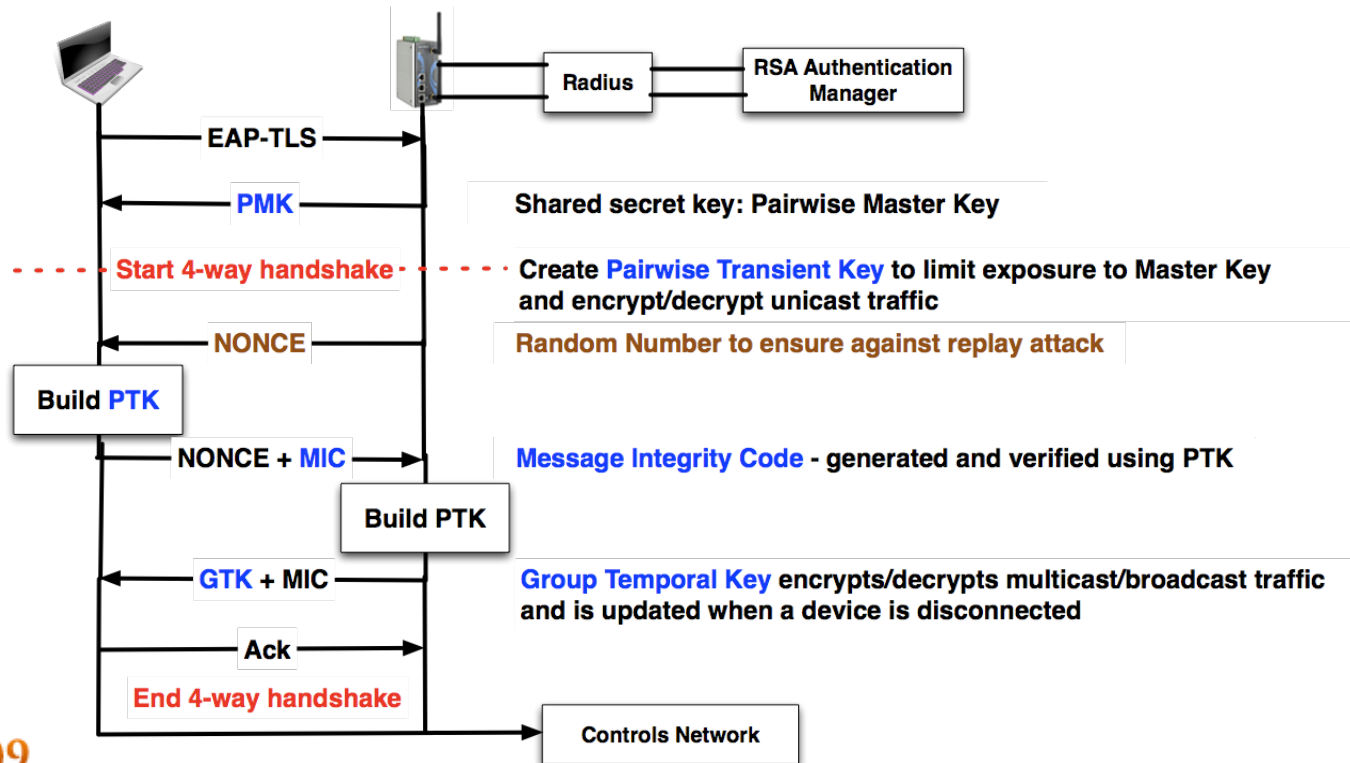 Radius
RSA Authentication
Manager
EAP-TLS
PMK
Shared secret key: Pairwise Master Key
Start 4-way handshake
Create Pairwise Transient Key to limit exposure to Master Key
and encrypt/decrypt unicast traffic
NONCE
Random Number to ensure against replay attack
Build PTK
NONCE + MIC
Message Integrity Code - generated and verified using PTK
Build PTK
GTK + MIC
Group Temporal Key encrypts/decrypts multicast/broadcast traffic
and is updated when a device is disconnected
Ack
End 4-way handshake
Controls Network